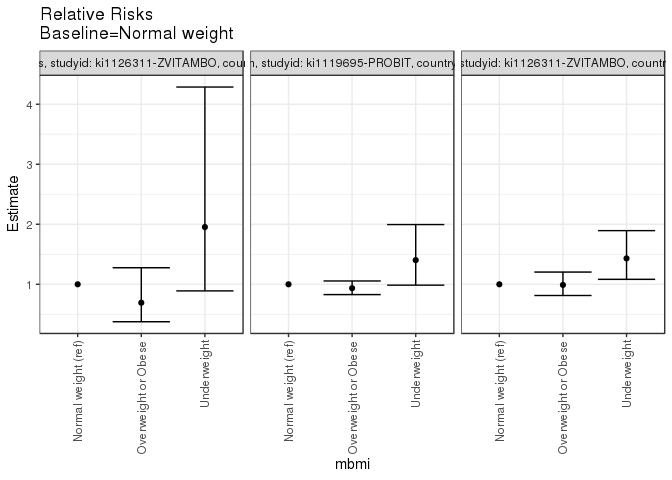 Relative Risks
Baseline=Normal weight
s, studyid: ki1126311-ZVITAMBO, cou
, studyid: ki1119695-PROBIT, country
studyid: ki1126311-ZVITAMBO, count
Estimate
4
3
2
1
Normal weight (ref)
Overweight or Obese
Underweight
Normal weight (ref)
Overweight or Obese
Underweight
Normal weight (ref)
Overweight or Obese
Underweight
mbmi